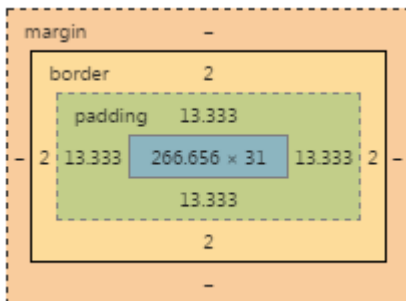 margin –
border 2
padding 13.333
– 2 13.333 266.656 × 31 13.333 2 –
13.333
2
–